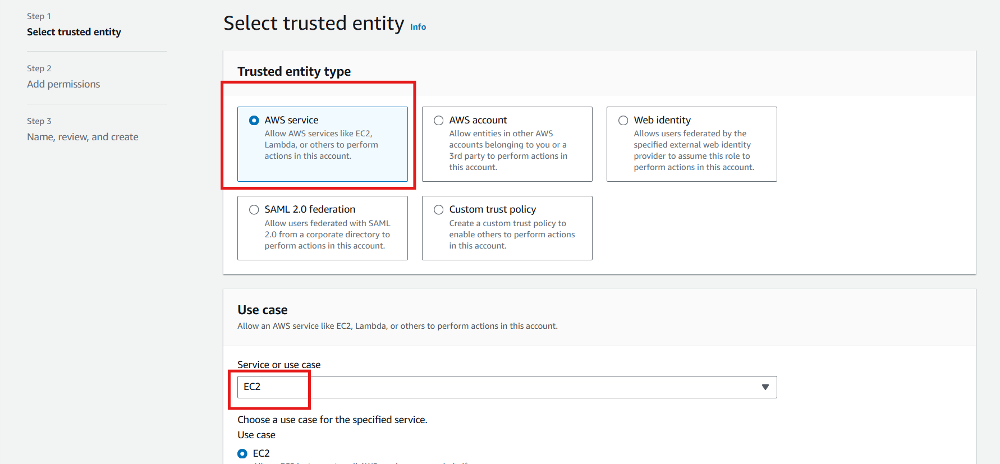 Step 1
Select trusted entity
Step 2
Add permissions
Step 3
Name, review, and create
Select trusted entity Info
Trusted entity type
AWS service
Allow AWS services like EC2,
Lambda, or others to perform
actions in this account.
AWS account
Allow entities in other AWS
accounts belonging to you or a
3rd party to perform actions in
this account.
Web identity
Allows users federated by the
specified external web identity
provider to assume this role to
perform actions in this account.
SAML 2.0 federation
Allow users federated with SAML
2.0 from a corporate directory to
perform actions in this account.
Custom trust policy
Create a custom trust policy to
enable others to perform actions
in this account.
Use case
Allow an AWS service like EC2, Lambda, or others to perform actions in this account.
Service or use case
EC2
Choose a use case for the specified service.
Use case
EC2